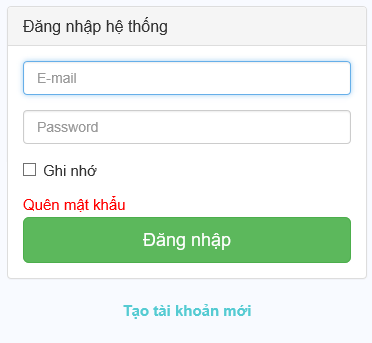 Đăng nhập hệ thống
E-mail
Password
Ghi nhớ
Quên mật khẩu
Đăng nhập
Tạo tài khoản mới